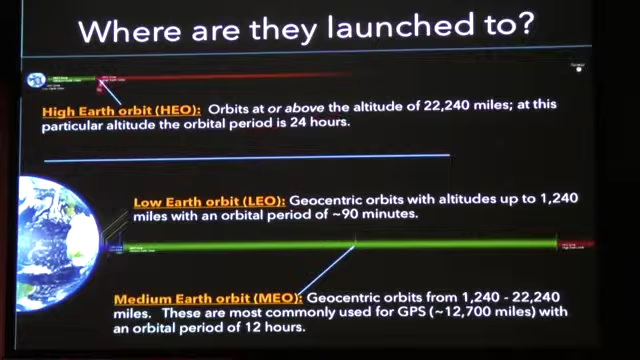 Where are they launched to?
High Earth orbit (HEO): Orbits at or above the altitude of 22,240 miles; at this
particular altitude the orbital period is 24 hours.
Low Earth orbit (LEO): Geocentric orbits with altitudes up to 1,240
miles with an orbital period of ~90 minutes.
Medium Earth orbit (MEO): Geocentric orbits from 1,240 - 22,240
miles. These are most commonly used for GPS (~12,700 miles) with
an orbital period of 12 hours.